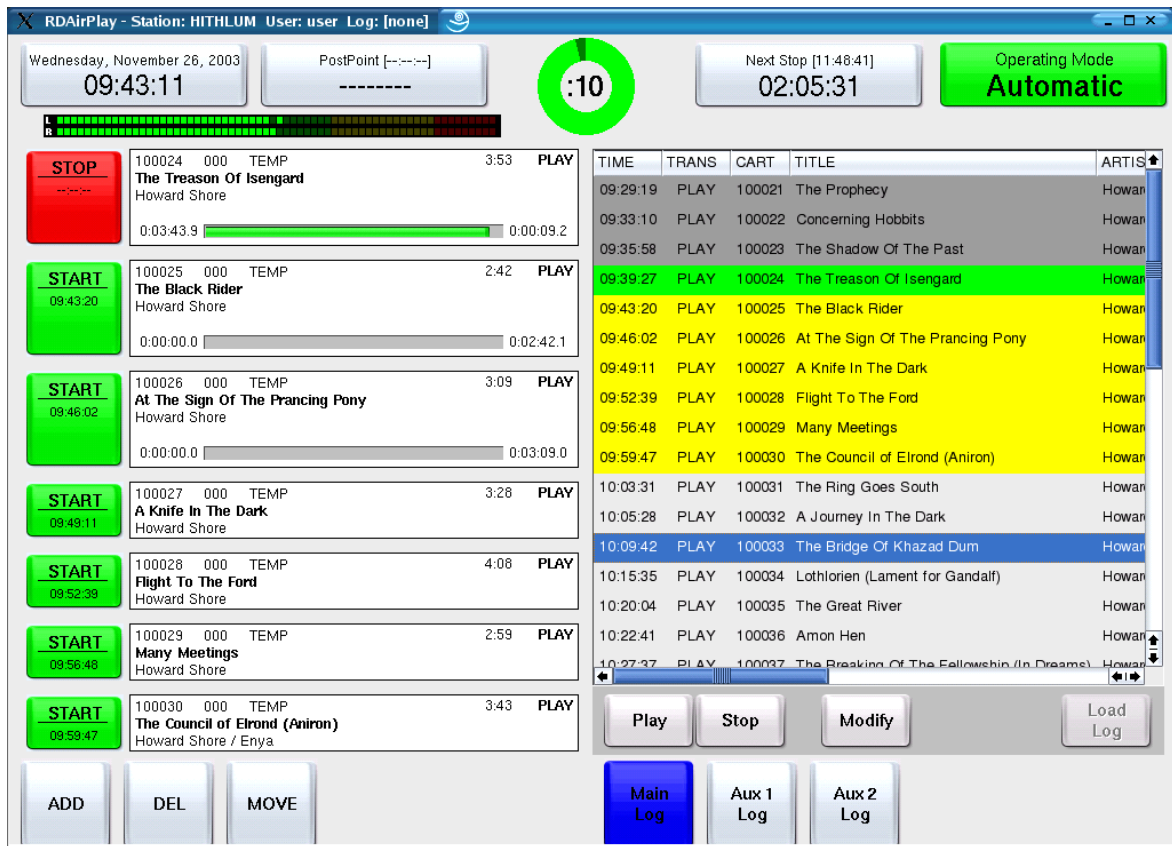 RDAirPlay - Station: HITHLUM User: user Log: [none]
Wednesday, November 26, 2003
09:43:11
PostPoint [--:--:--]
--------
:10
Next Stop [11:48:41]
02:05:31
Operating Mode
Automatic
L
R
STOP
--:--:--
100024 000 TEMP 3:53 PLAY
The Treason Of Isengard
Howard Shore
0:03:43.9 0:00:09.2
START
09:43:20
100025 000 TEMP 2:42 PLAY
The Black Rider
Howard Shore
0:00:00.0 0:02:42.1
START
09:46:02
100026 000 TEMP 3:09 PLAY
At The Sign Of The Prancing Pony
Howard Shore
0:00:00.0 0:03:09.0
START
09:49:11
100027 000 TEMP 3:28 PLAY
A Knife In The Dark
Howard Shore
START
09:52:39
100028 000 TEMP 4:08 PLAY
Flight To The Ford
Howard Shore
START
09:56:48
100029 000 TEMP 2:59 PLAY
Many Meetings
Howard Shore
START
09:59:47
100030 000 TEMP 3:43 PLAY
The Council of Elrond (Aniron)
Howard Shore / Enya
TIME TRANS CART TITLE ARTIS
09:29:19 PLAY 100021 The Prophecy Howar
09:33:10 PLAY 100022 Concerning Hobbits Howar
09:35:58 PLAY 100023 The Shadow Of The Past Howar
09:39:27 PLAY 100024 The Treason Of Isengard Howar
09:43:20 PLAY 100025 The Black Rider Howar
09:46:02 PLAY 100026 At The Sign Of The Prancing Pony Howar
09:49:11 PLAY 100027 A Knife In The Dark Howar
09:52:39 PLAY 100028 Flight To The Ford Howar
09:56:48 PLAY 100029 Many Meetings Howar
09:59:47 PLAY 100030 The Council of Elrond (Aniron) Howar
10:03:31 PLAY 100031 The Ring Goes South Howar
10:05:28 PLAY 100032 A Journey In The Dark Howar
10:09:42 PLAY 100033 The Bridge Of Khazad Dum Howar
10:15:35 PLAY 100034 Lothlorien (Lament for Gandalf) Howar
10:20:04 PLAY 100035 The Great River Howar
10:22:41 PLAY 100036 Amon Hen Howar
10:27:37 PLAY 100037 The Breaking Of The Fellowship (In Dreams) Howar
Play
Stop
Modify
Load
Log
ADD
DEL
MOVE
Main
Log
Aux 1
Log
Aux 2
Log